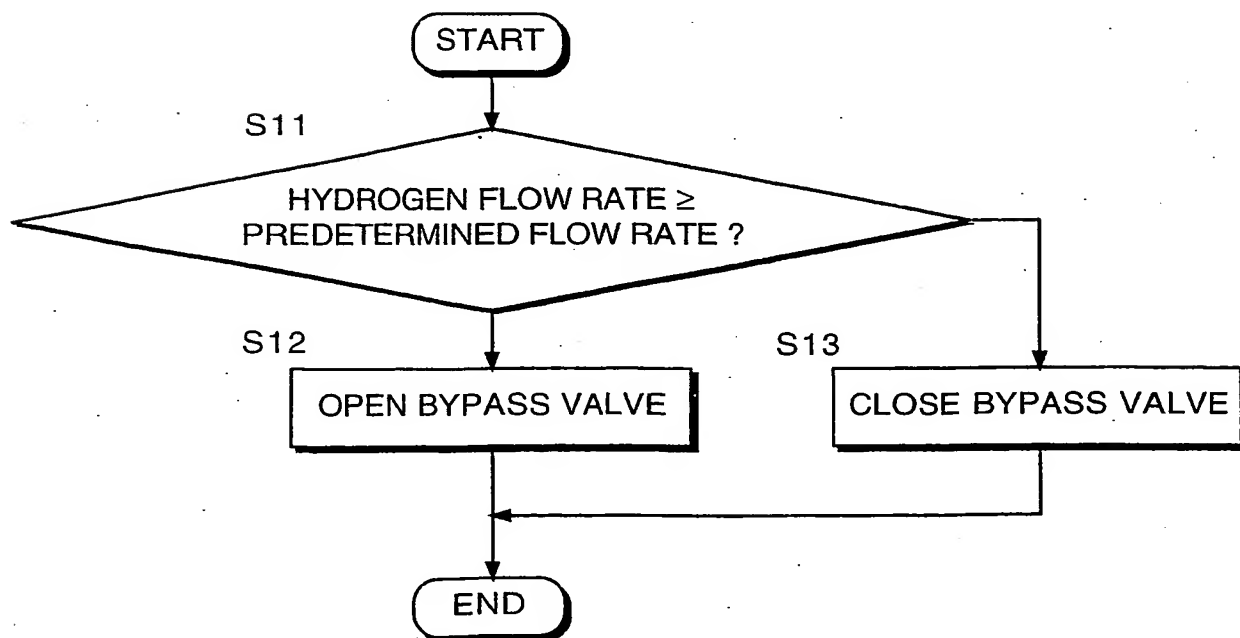 START
S11
HYDROGEN FLOW RATE ≥
PREDETERMINED FLOW RATE ?
S12
S13
OPEN BYPASS VALVE
CLOSE BYPASS VALVE
END